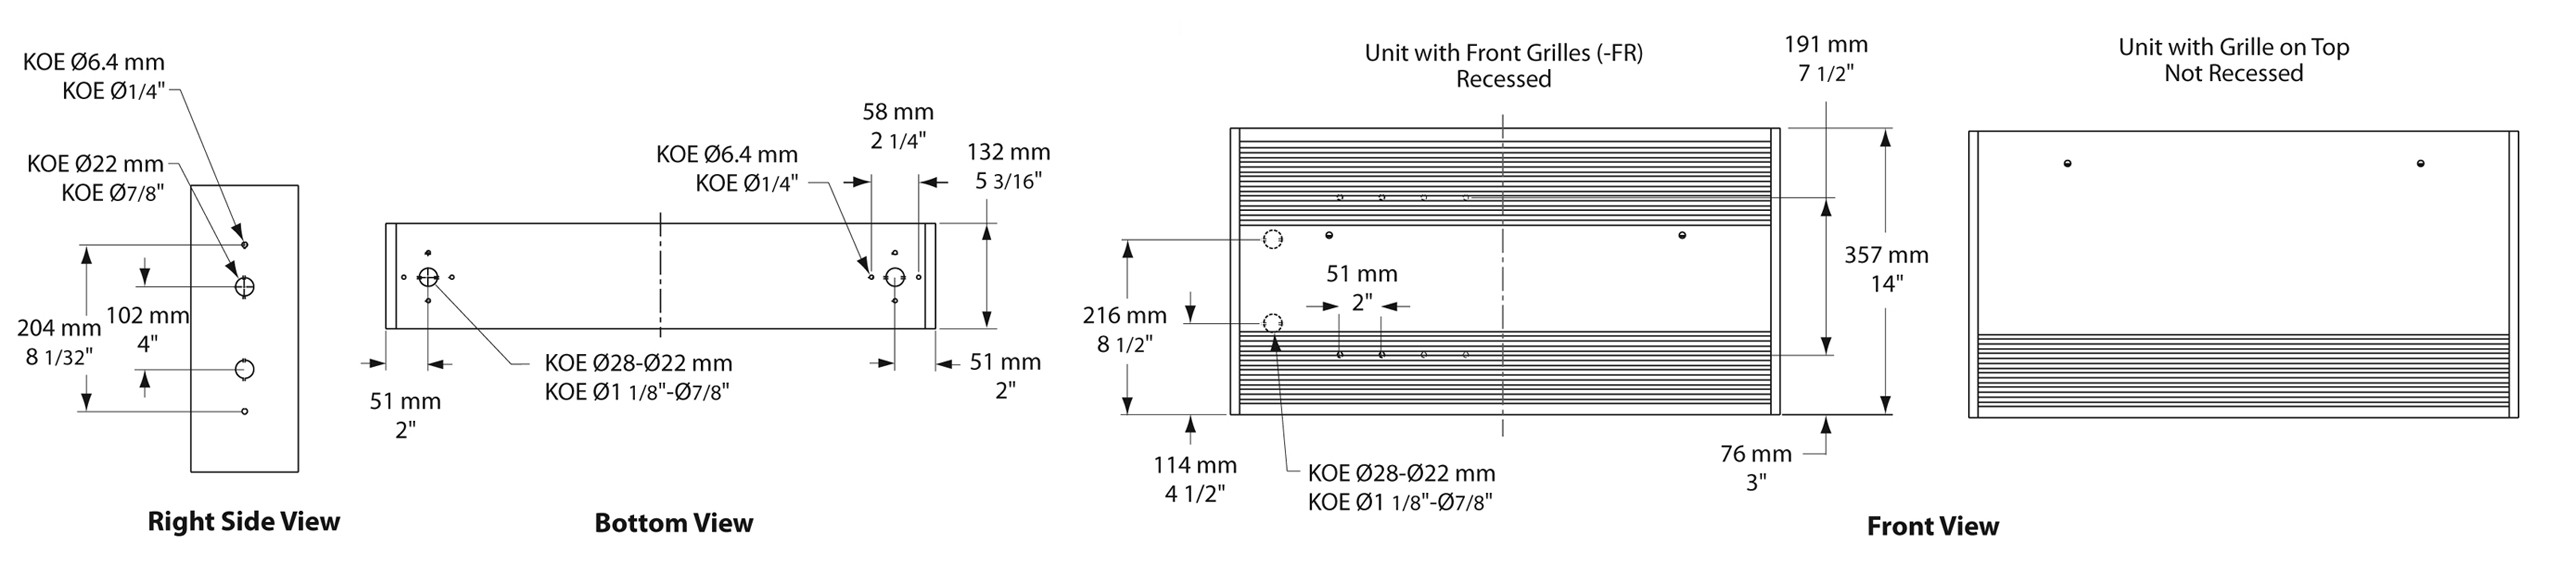 KOE Ø6.4 mm
KOE Ø1/4"
KOE Ø22 mm
KOE Ø7/8"
204 mm
8 1/32"
102 mm
4"
Right Side View
KOE Ø6.4 mm
KOE Ø1/4"
58 mm
2 1/4"
132 mm
5 3/16"
51 mm
2"
KOE Ø28-Ø22 mm
KOE Ø1 1/8"-Ø7/8"
51 mm
2"
Bottom View
Unit with Front Grilles (-FR)
Recessed
191 mm
7 1/2"
216 mm
8 1/2"
51 mm
2"
357 mm
14"
114 mm
4 1/2"
KOE Ø28-Ø22 mm
KOE Ø1 1/8"-Ø7/8"
76 mm
3"
Unit with Grille on Top
Not Recessed
Front View